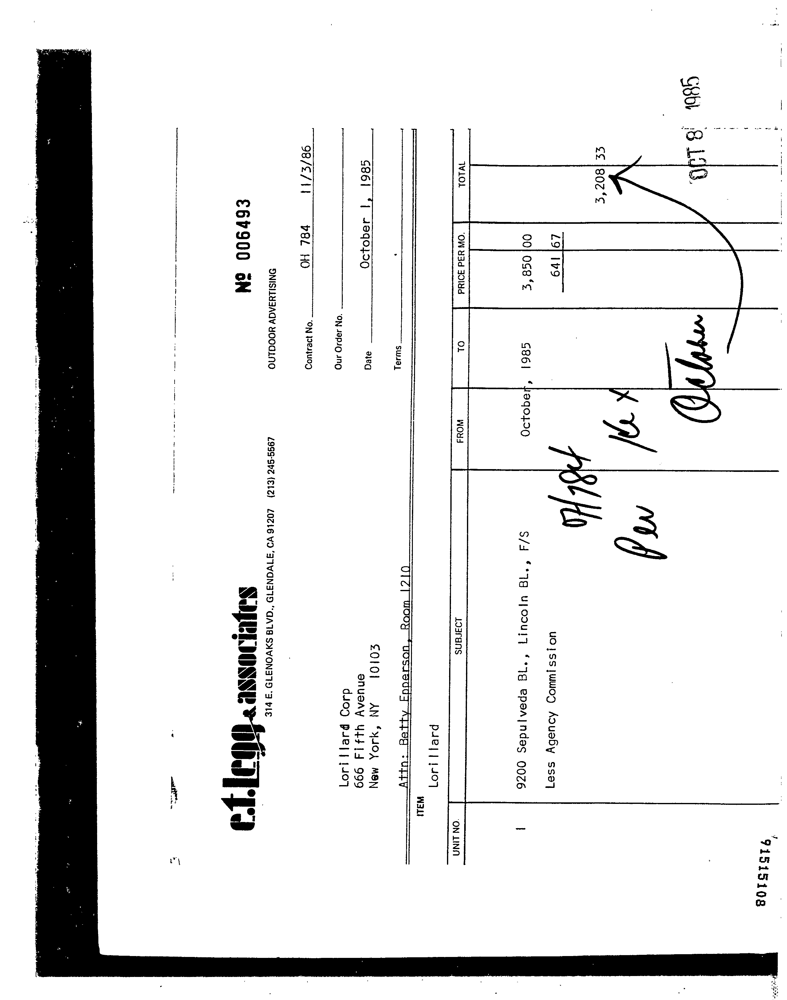 e.t. legg & associates
314 E. GLENOAKS BLVD., GLENDALE, CA 91207 (213) 245-5567
Nº 006493
OUTDOOR ADVERTISING
Contract No. OH 784 11/3/86
Our Order No.
Date October 1, 1985
Terms
Lorillard Corp
666 Fifth Avenue
New York, NY 10103
Attn: Betty Epperson, Room 1210
ITEM
Lorillard
UNIT NO. SUBJECT FROM TO PRICE PER MO. TOTAL
1 9200 Sepulveda BL., Lincoln BL., F/S October, 1985 3,850 00
Less Agency Commission 641 67
3,208 33
Per
October
OCT 8 1985
91515108